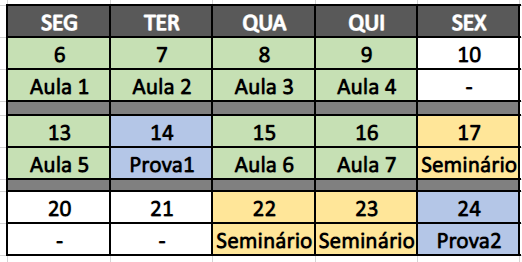 SEG TER QUA QUI SEX
6 7 8 9 10
Aula 1 Aula 2 Aula 3 Aula 4 -
13 14 15 16 17
Aula 5 Prova1 Aula 6 Aula 7 Seminário
20 21 22 23 24
- - Seminário Seminário Prova2